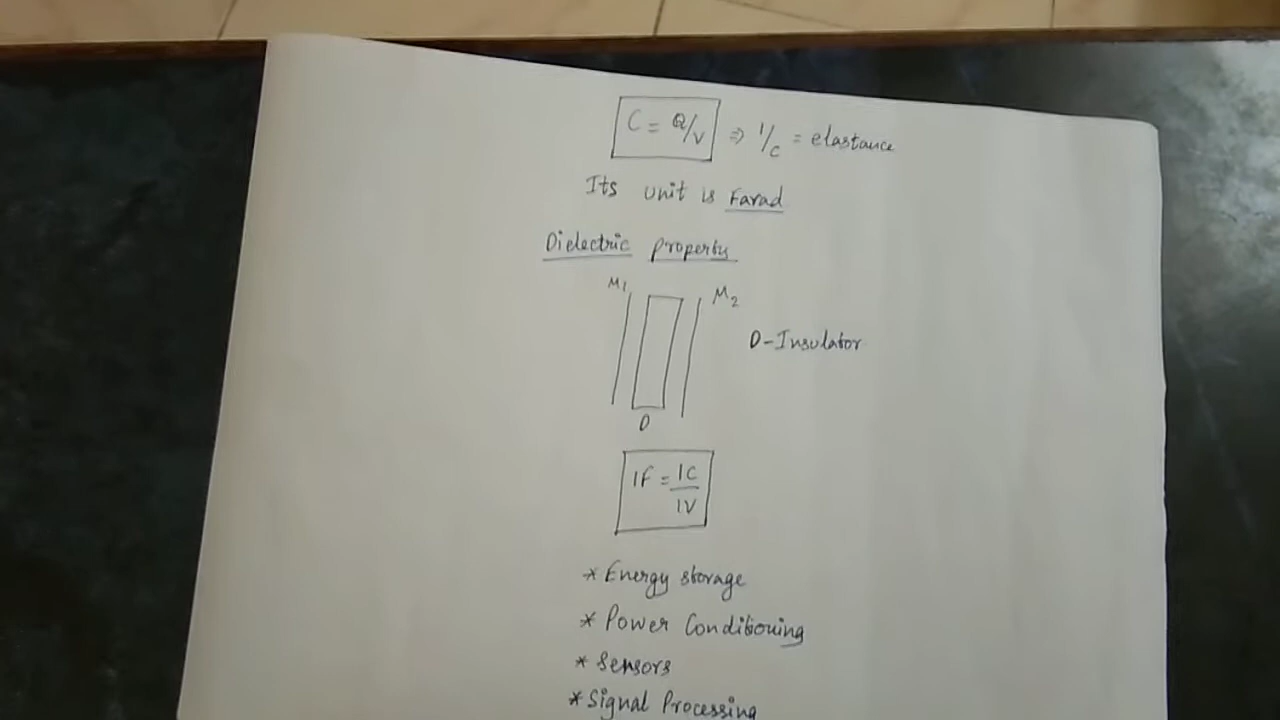 C = Q/V ⇒ 1/C = elastance
Its unit is Farad
Dielectric property
M1 M2
D-Insulator
D
1F = 1C/1V
* Energy storage
* Power Conditioning
* Sensors
* Signal Processing